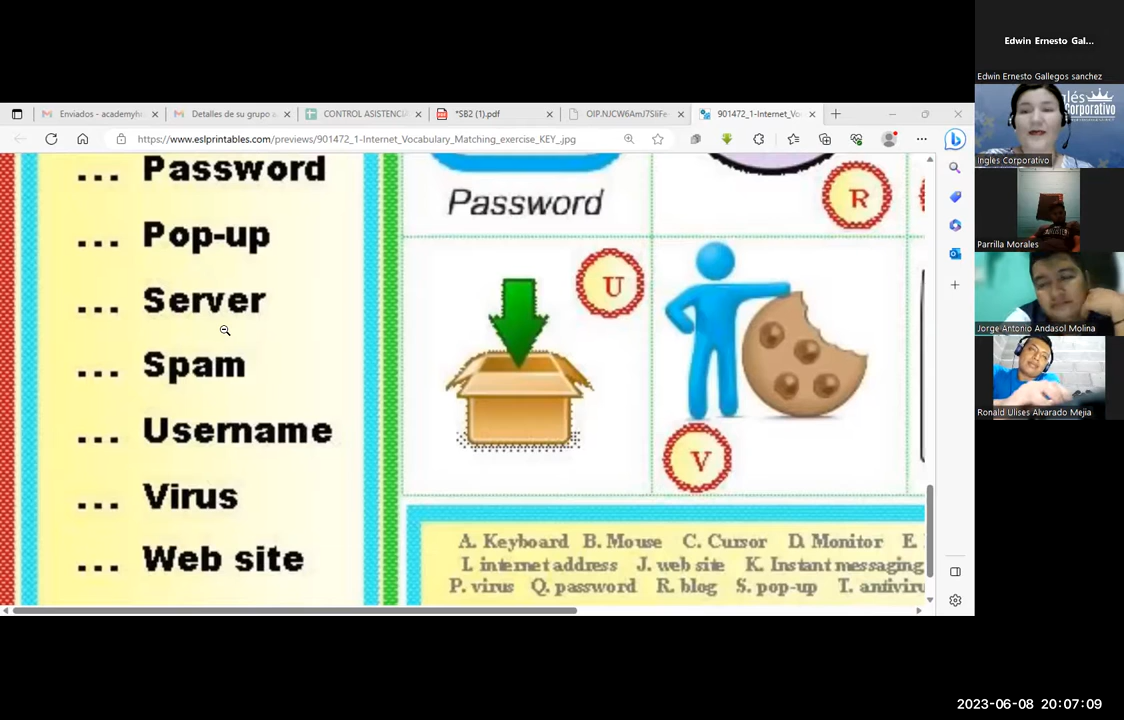 Edwin Ernesto Gal...
Edwin Ernesto Gallegos sanchez
Enviados - academyh
Detalles de su grupo a
CONTROL ASISTENCI
*SB2 (1).pdf
OIP.NJCW6AmJ7SliFe
901472_1-Internet_Vo
https://www.eslprintables.com/previews/901472_1-Internet_Vocabulary_Matching_exercise_KEY_.jpg
... Password
... Pop-up
... Server
... Spam
... Username
... Virus
... Web site
Password
R
U
V
A. Keyboard B. Mouse C. Cursor D. Monitor E.
I. internet address J. web site K. Instant messaging
P. virus Q. password R. blog S. pop-up T. antiviru
glés
Corporativo
Ingles Corporativo
Parrilla Morales
Jorge Antonio Andasol Molina
Ronald Ulises Alvarado Mejia
2023-06-08 20:07:09